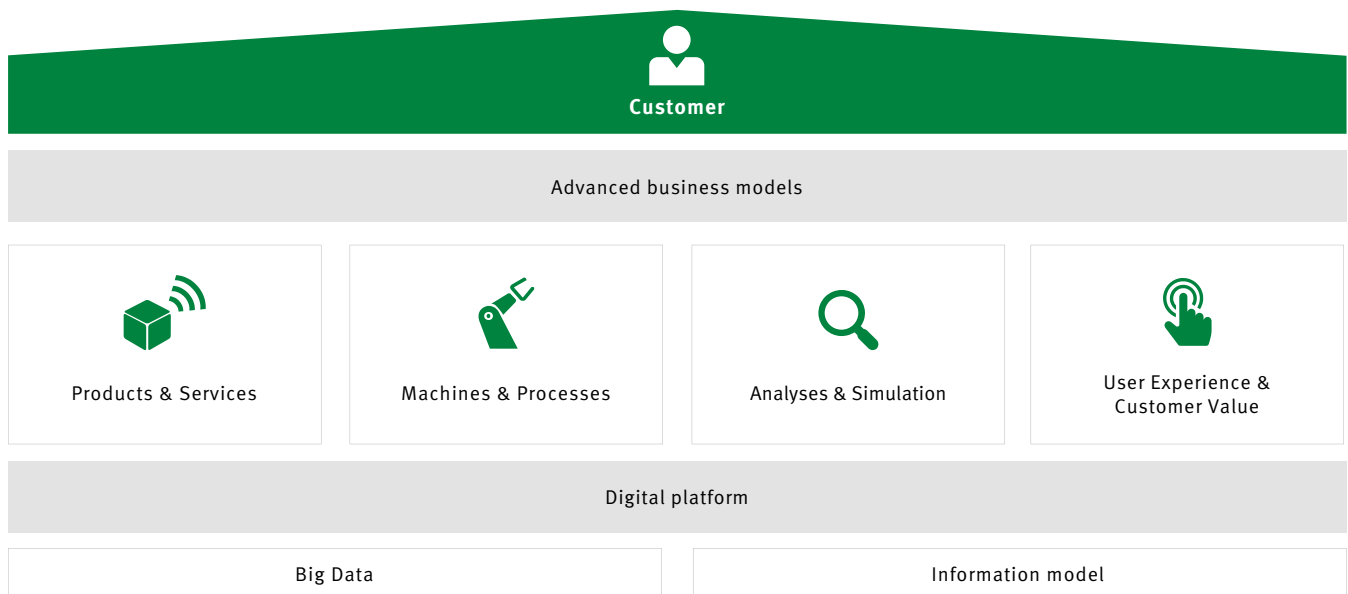 Customer
Advanced business models
Products & Services
Machines & Processes
Analyses & Simulation
User Experience &
Customer Value
Digital platform
Big Data
Information model